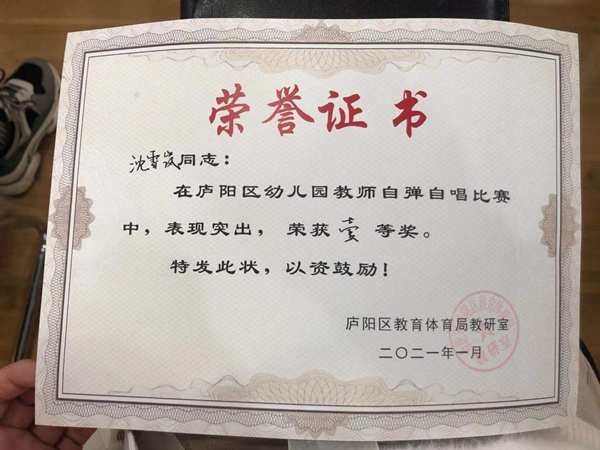 荣誉证书
沈雪岚同志：
在庐阳区幼儿园教师自弹自唱比赛
中，表现突出，荣获壹等奖。
特发此状，以资鼓励！
庐阳区教育体育局教研室
二〇二一年一月